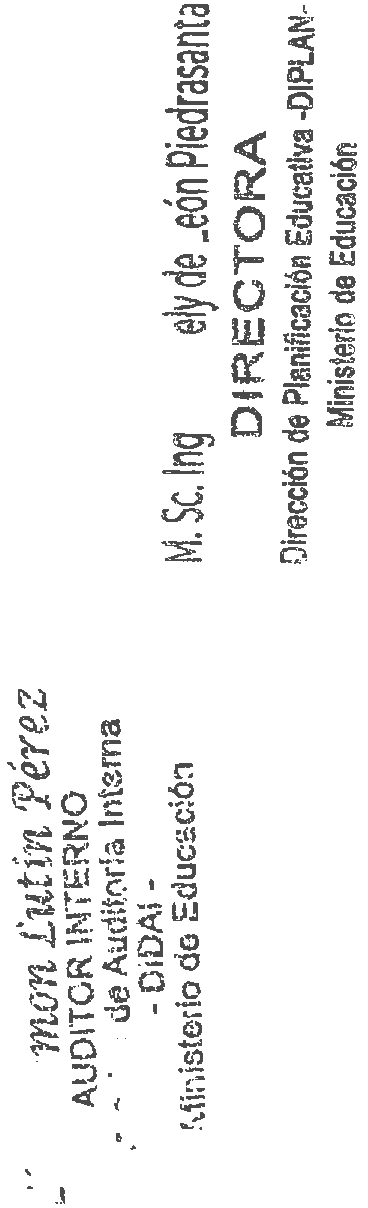 mon Lutin Pérez
AUDITOR INTERNO
de Auditoría Interna
- DIDAI -
Ministerio de Educación
M. Sc. Ing ely de León Piedrasanta
DIRECTORA
Dirección de Planificación Educativa -DIPLAN-
Ministerio de Educación